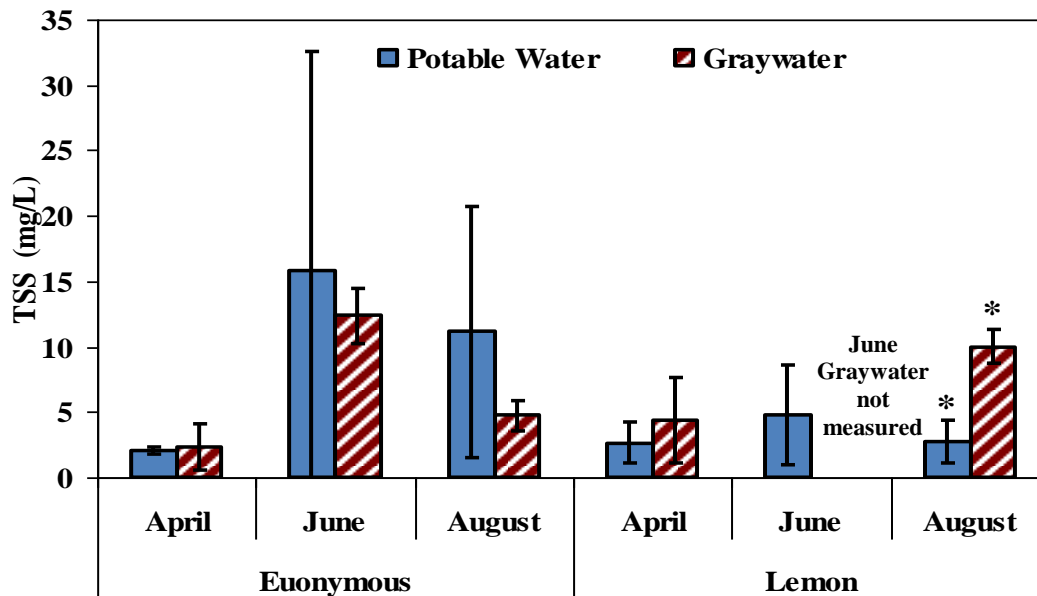 35
30
25
20
15
10
5
0
TSS (mg/L)
Potable Water
Graywater
June
Graywater
not
measured
*
*
April
June
August
April
June
August
Euonymous
Lemon